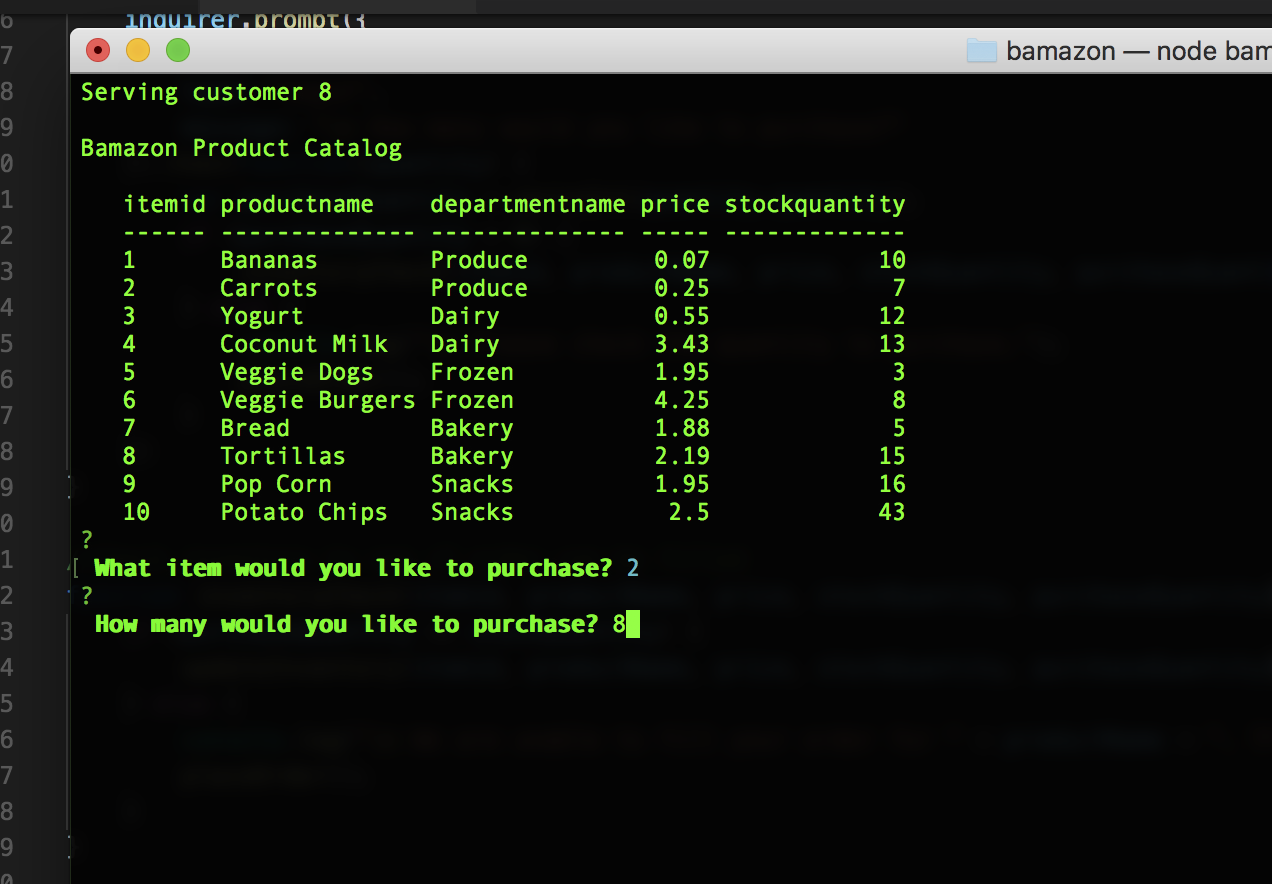 inquirer.prompt({
bamazon — node bam
Serving customer 8
Bamazon Product Catalog
itemid productname departmentname price stockquantity
------ -------------- -------------- ----- -------------
1 Bananas Produce 0.07 10
2 Carrots Produce 0.25 7
3 Yogurt Dairy 0.55 12
4 Coconut Milk Dairy 3.43 13
5 Veggie Dogs Frozen 1.95 3
6 Veggie Burgers Frozen 4.25 8
7 Bread Bakery 1.88 5
8 Tortillas Bakery 2.19 15
9 Pop Corn Snacks 1.95 16
10 Potato Chips Snacks 2.5 43
?
[ What item would you like to purchase? 2
?
How many would you like to purchase? 8